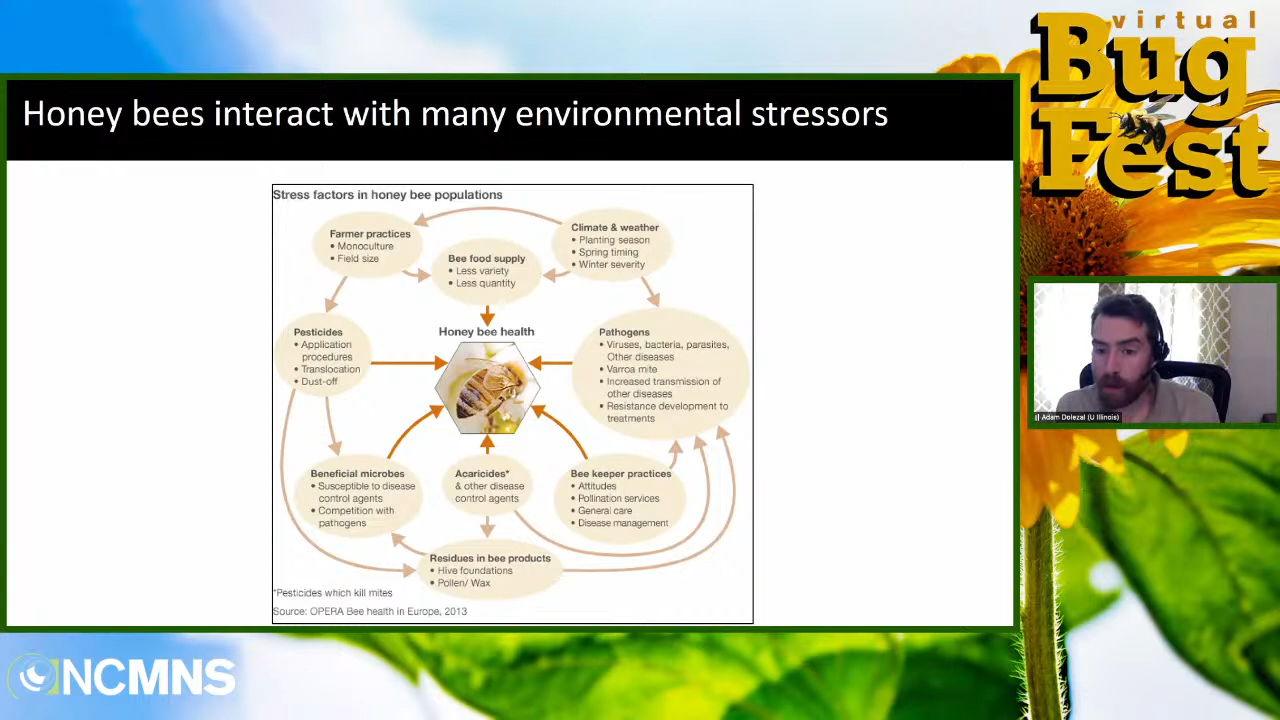 virtual
Bug
Fest
Honey bees interact with many environmental stressors
Stress factors in honey bee populations
Farmer practices
• Monoculture
• Field size
Bee food supply
• Less variety
• Less quantity
Climate & weather
• Planting season
• Spring timing
• Winter severity
Pesticides
• Application
procedures
• Translocation
• Dust-off
Honey bee health
Pathogens
• Viruses, bacteria, parasites,
Other diseases
• Varroa mite
• Increased transmission of
other diseases
• Resistance development to
treatments
Beneficial microbes
• Susceptible to disease
control agents
• Competition with
pathogens
Acaricides*
& other disease
control agents
Bee keeper practices
• Attitudes
• Pollination services
• General care
• Disease management
Residues in bee products
• Hive foundations
• Pollen/ Wax
*Pesticides which kill mites
Source: OPERA Bee health in Europe, 2013
Adam Dolezal (U Illinois)
NCMNS